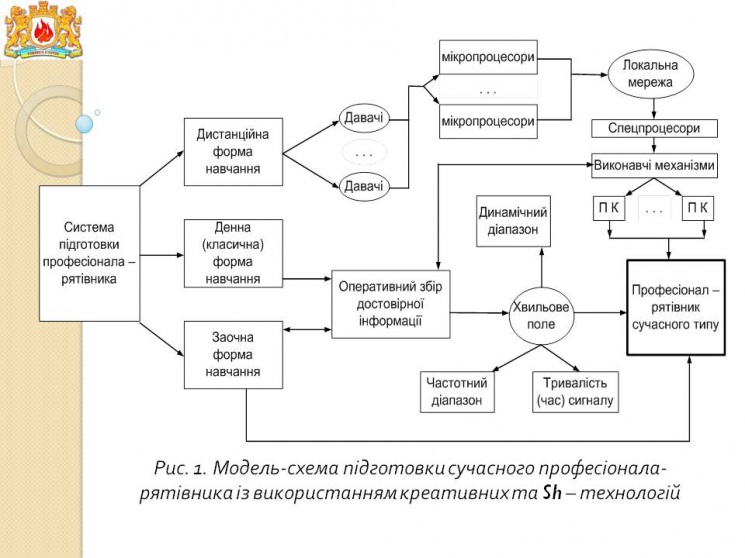 мікропроцесори
. . .
мікропроцесори
Локальна
мережа
Спецпроцесори
Виконавчі механізми
П К
. . .
П К
Дистанційна
форма
навчання
Давачі
. . .
Давачі
Система
підготовки
професіонала –
рятівника
Денна
(класична)
форма
навчання
Заочна
форма
навчання
Оперативний збір
достовірної
інформації
Динамічний
діапазон
Хвильове
поле
Частотний
діапазон
Тривалість
(час) сигналу
Професіонал –
рятівник
сучасного типу
Рис. 1. Модель-схема підготовки сучасного професіонала-
рятівника із використанням креативних та Sh – технологій